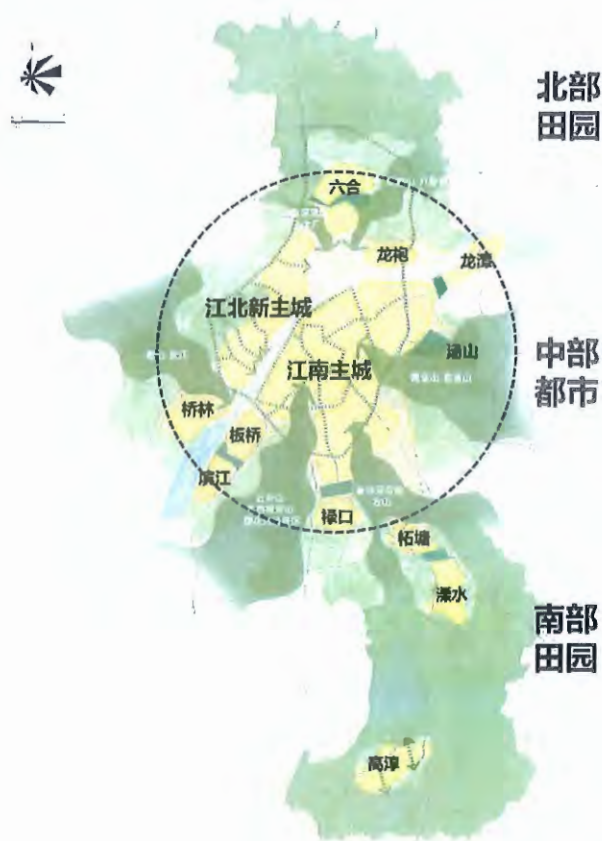 北部
田园
六合
龙袍
龙潭
江北新主城
汤山
江南主城
中部
都市
桥林
板桥
滨江
禄口
柘塘
溧水
南部
田园
高淳